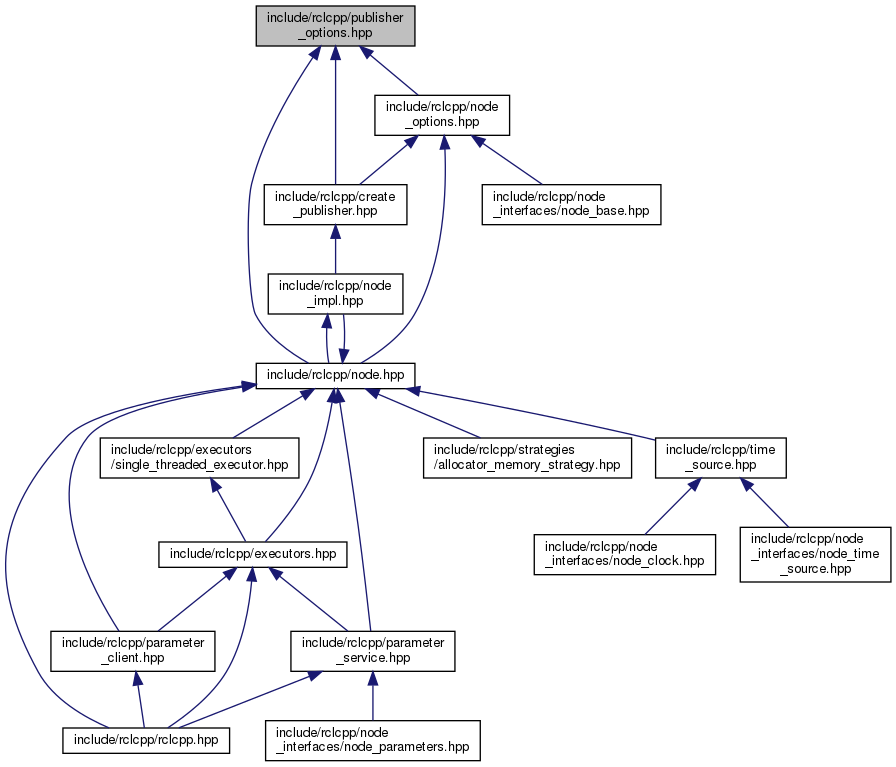 include/rclcpp/publisher
_options.hpp
include/rclcpp/node
_options.hpp
include/rclcpp/create
_publisher.hpp
include/rclcpp/node
_interfaces/node_base.hpp
include/rclcpp/node
_impl.hpp
include/rclcpp/node.hpp
include/rclcpp/executors
/single_threaded_executor.hpp
include/rclcpp/strategies
/allocator_memory_strategy.hpp
include/rclcpp/time
_source.hpp
include/rclcpp/executors.hpp
include/rclcpp/node
_interfaces/node_clock.hpp
include/rclcpp/node
_interfaces/node_time
_source.hpp
include/rclcpp/parameter
_client.hpp
include/rclcpp/parameter
_service.hpp
include/rclcpp/rclcpp.hpp
include/rclcpp/node
_interfaces/node_parameters.hpp